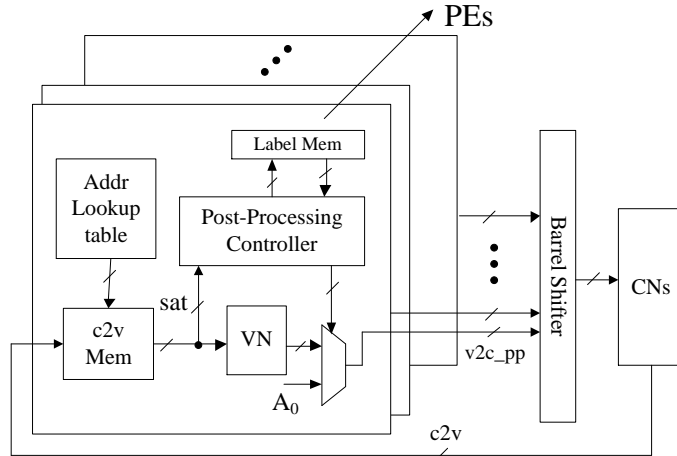 PEs
Label Mem
Addr
Lookup
table
Post-Processing
Controller
Barrel Shifter
CNs
sat
c2v
Mem
VN
v2c_pp
A0
c2v